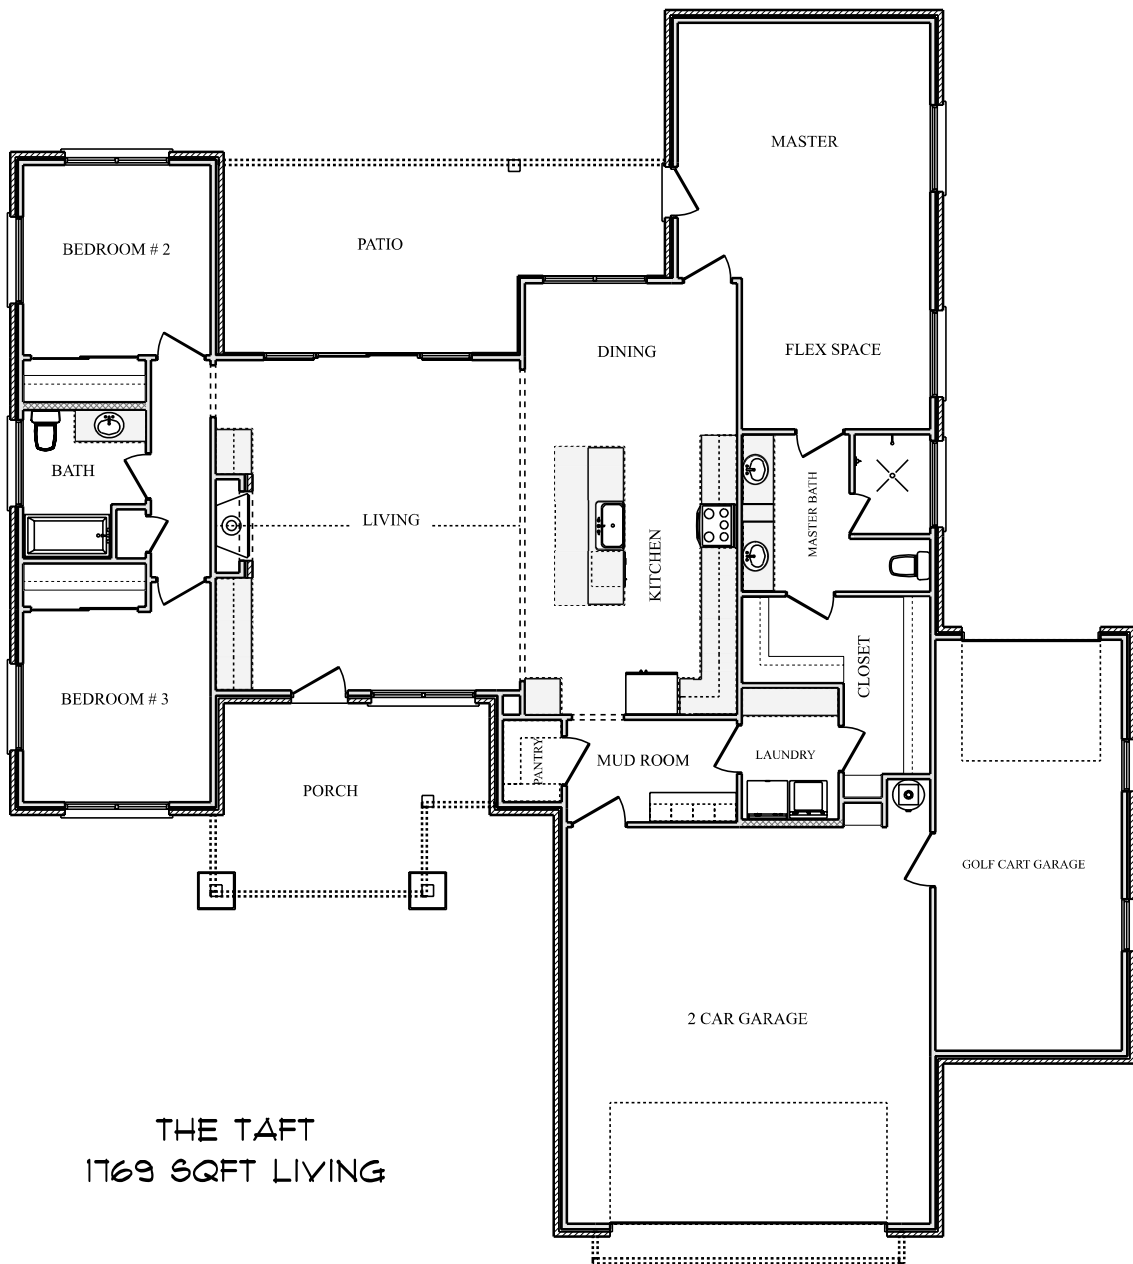 MASTER
BEDROOM # 2
PATIO
DINING
FLEX SPACE
BATH
LIVING
KITCHEN
MASTER BATH
CLOSET
BEDROOM # 3
PORCH
PANTRY
MUD ROOM
LAUNDRY
GOLF CART GARAGE
2 CAR GARAGE
THE TAFT
1769 SQFT LIVING